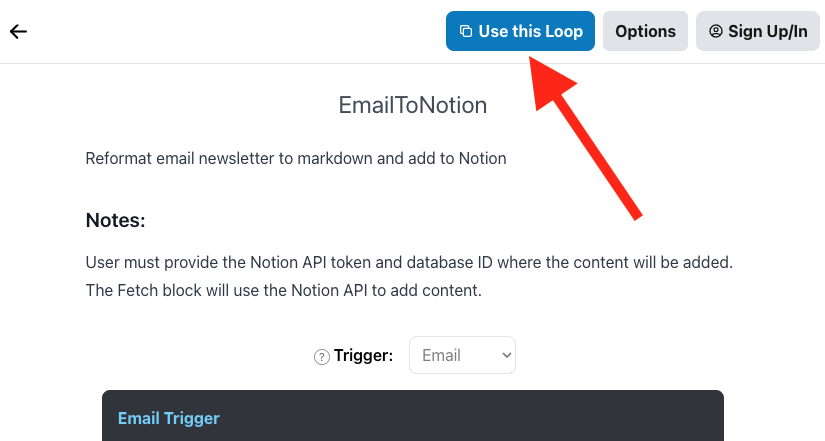 Use this Loop
Options
Sign Up/In
EmailToNotion
Reformat email newsletter to markdown and add to Notion
Notes:
User must provide the Notion API token and database ID where the content will be added.
The Fetch block will use the Notion API to add content.
? Trigger: Email
Email Trigger